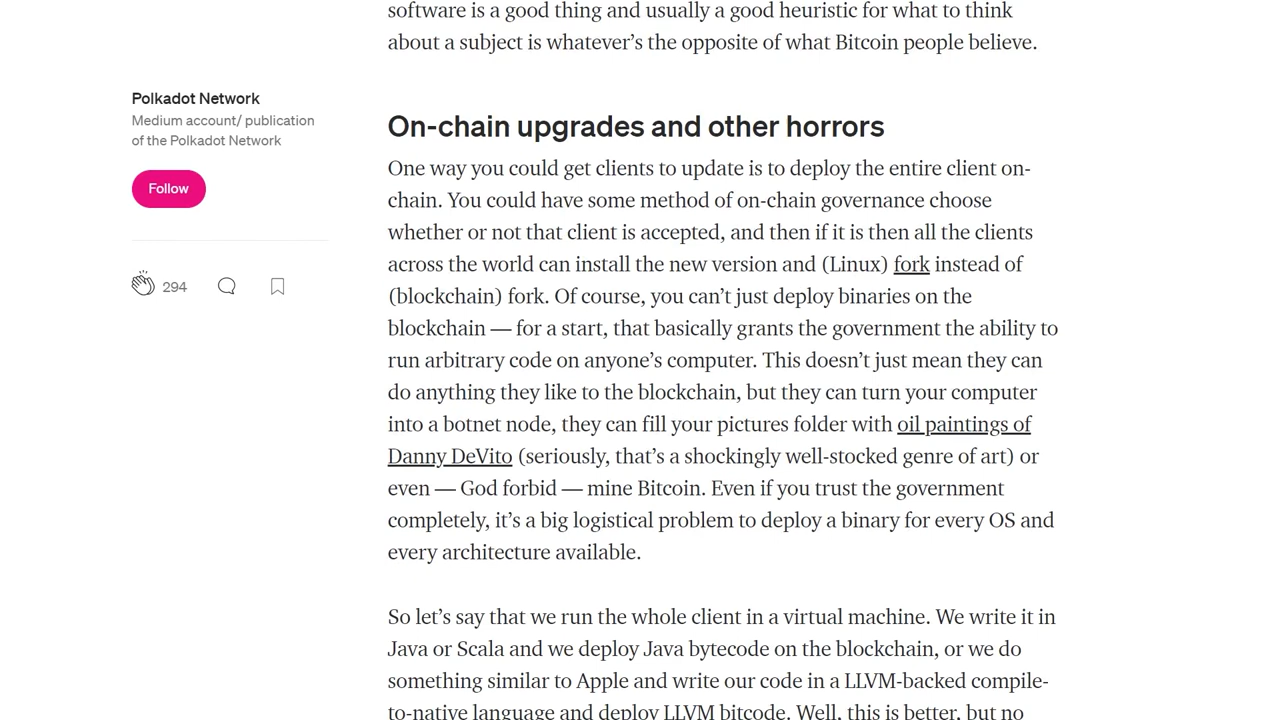 software is a good thing and usually a good heuristic for what to think
about a subject is whatever’s the opposite of what Bitcoin people believe.
Polkadot Network
Medium account/ publication
of the Polkadot Network
Follow
294
On-chain upgrades and other horrors
One way you could get clients to update is to deploy the entire client on-
chain. You could have some method of on-chain governance choose
whether or not that client is accepted, and then if it is then all the clients
across the world can install the new version and (Linux) fork instead of
(blockchain) fork. Of course, you can’t just deploy binaries on the
blockchain — for a start, that basically grants the government the ability to
run arbitrary code on anyone’s computer. This doesn’t just mean they can
do anything they like to the blockchain, but they can turn your computer
into a botnet node, they can fill your pictures folder with oil paintings of
Danny DeVito (seriously, that’s a shockingly well-stocked genre of art) or
even — God forbid — mine Bitcoin. Even if you trust the government
completely, it’s a big logistical problem to deploy a binary for every OS and
every architecture available.
So let’s say that we run the whole client in a virtual machine. We write it in
Java or Scala and we deploy Java bytecode on the blockchain, or we do
something similar to Apple and write our code in a LLVM-backed compile-
to-native language and deploy LLVM bitcode. Well, this is better, but no